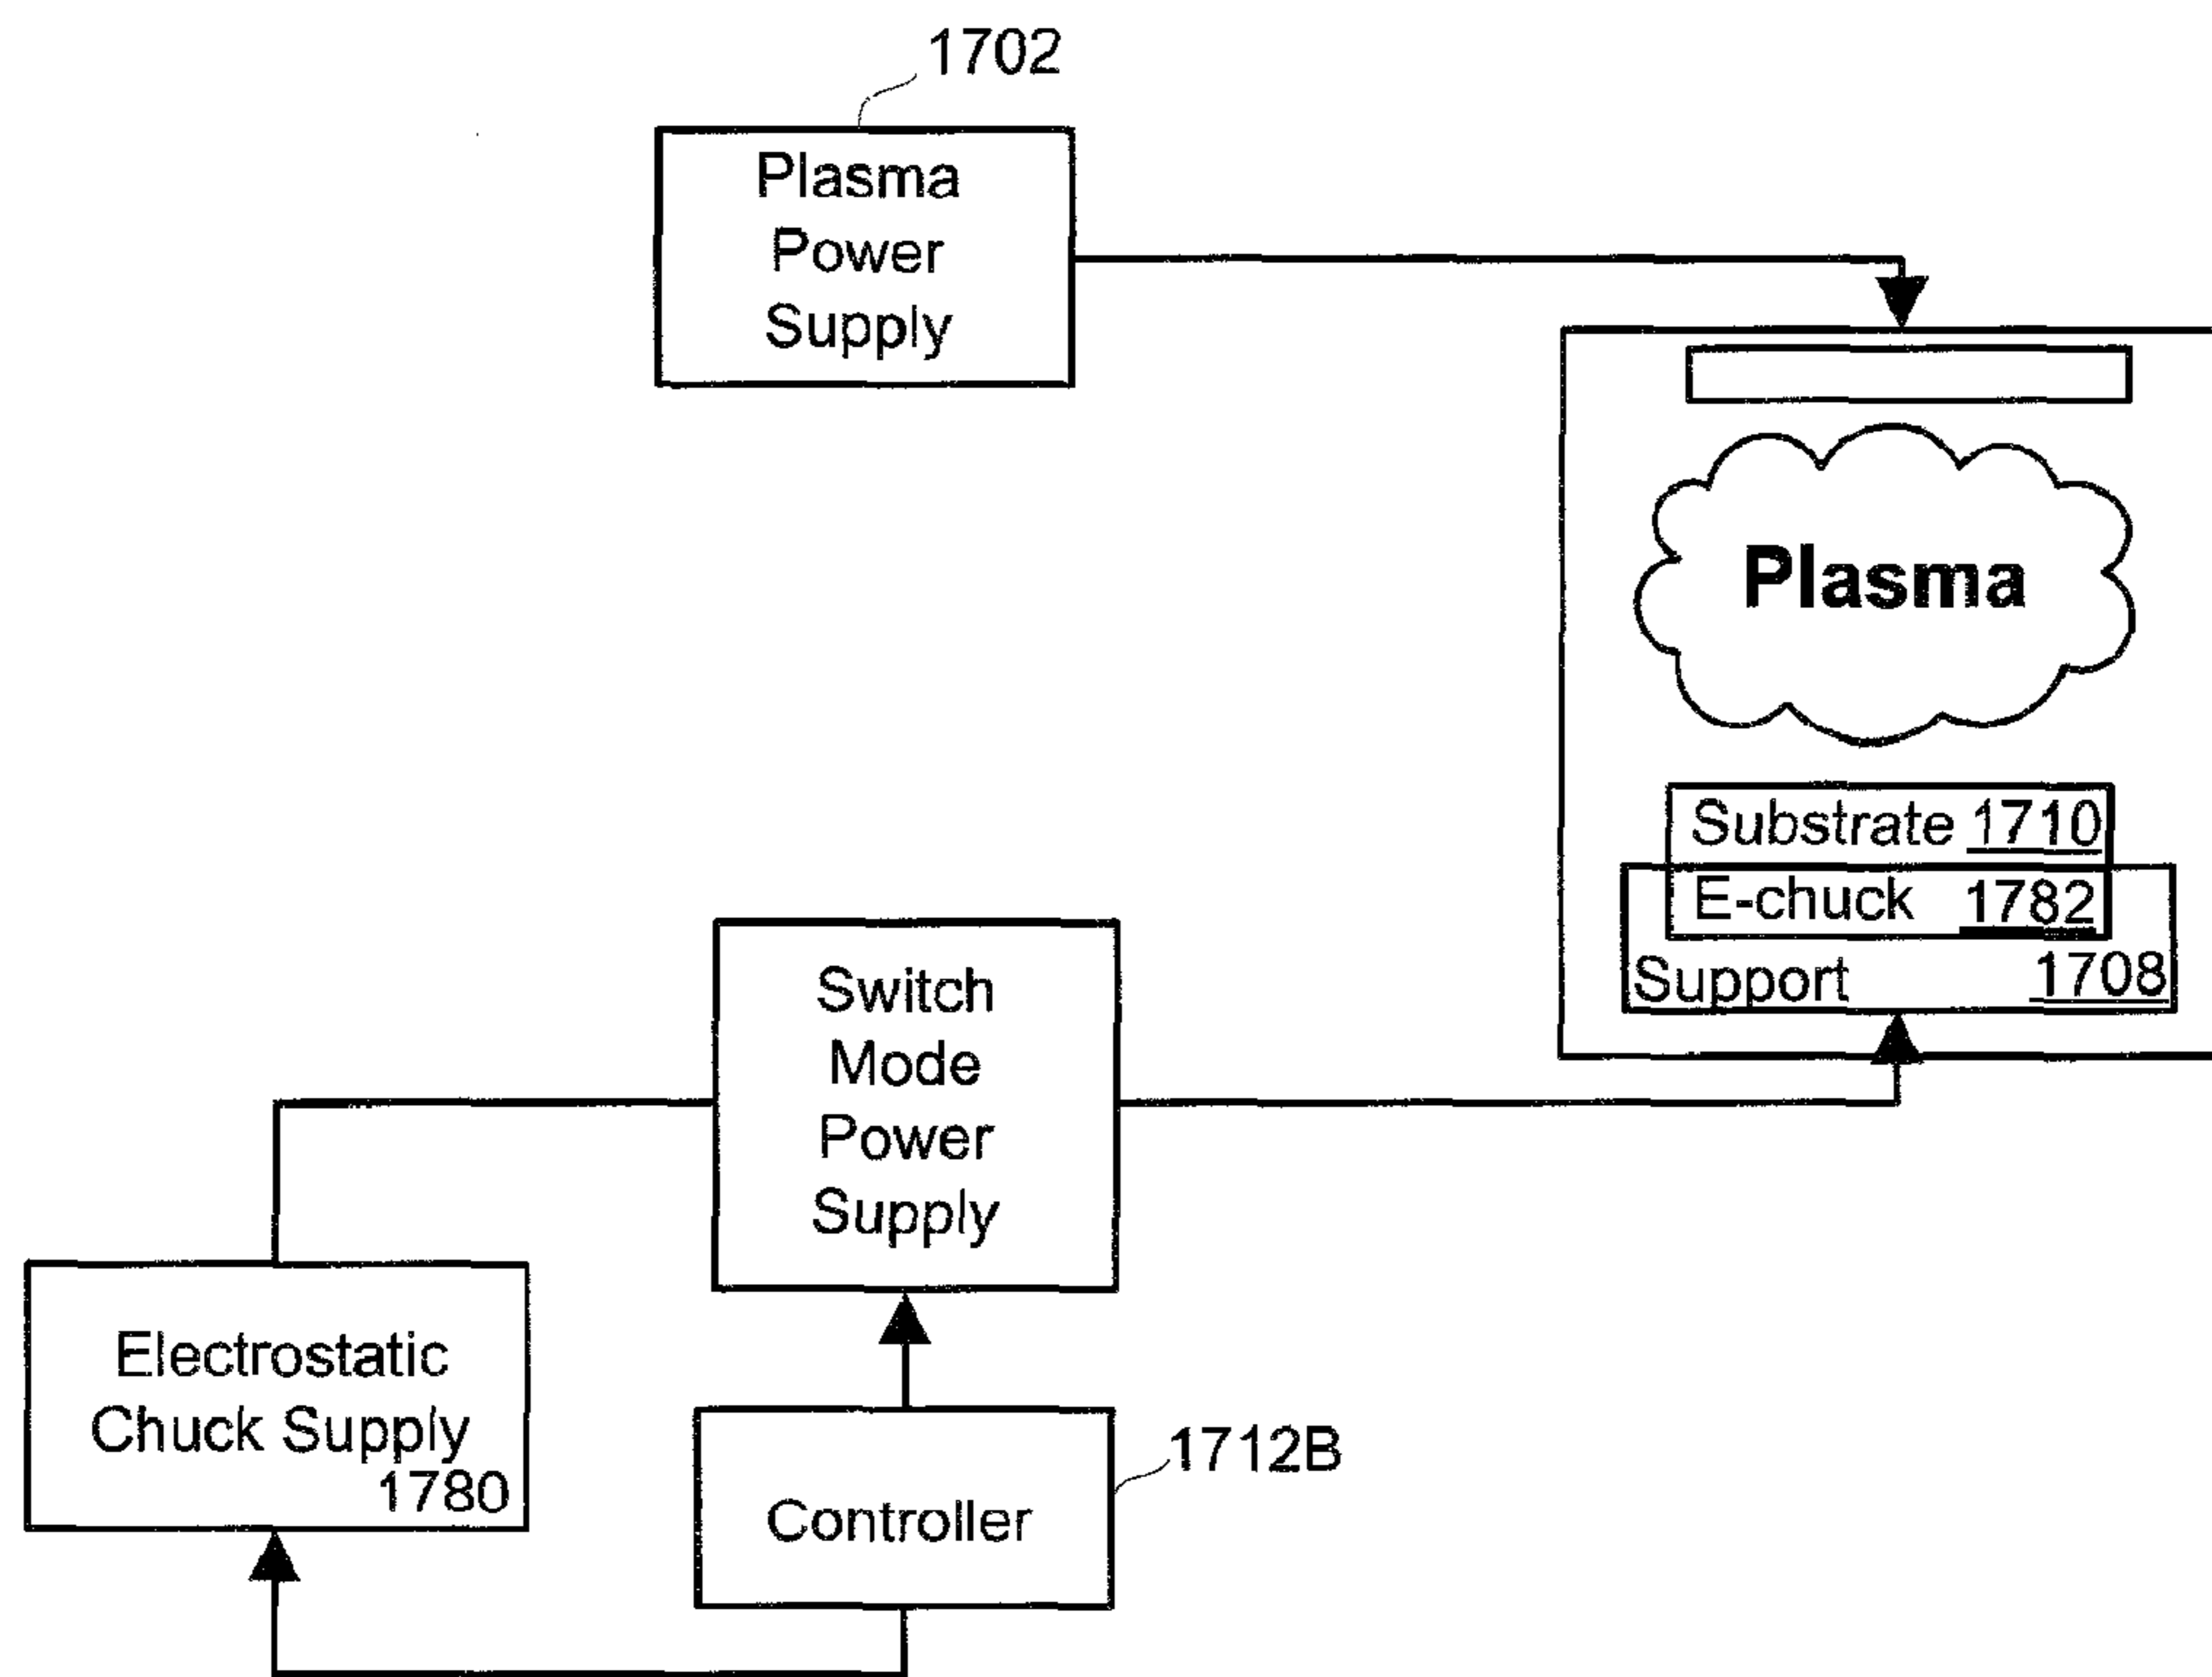 1702
Plasma
Power
Supply
Plasma
Substrate 1710
E-chuck 1782
Support 1708
Switch
Mode
Power
Supply
Electrostatic
Chuck Supply
1780
1712B
Controller